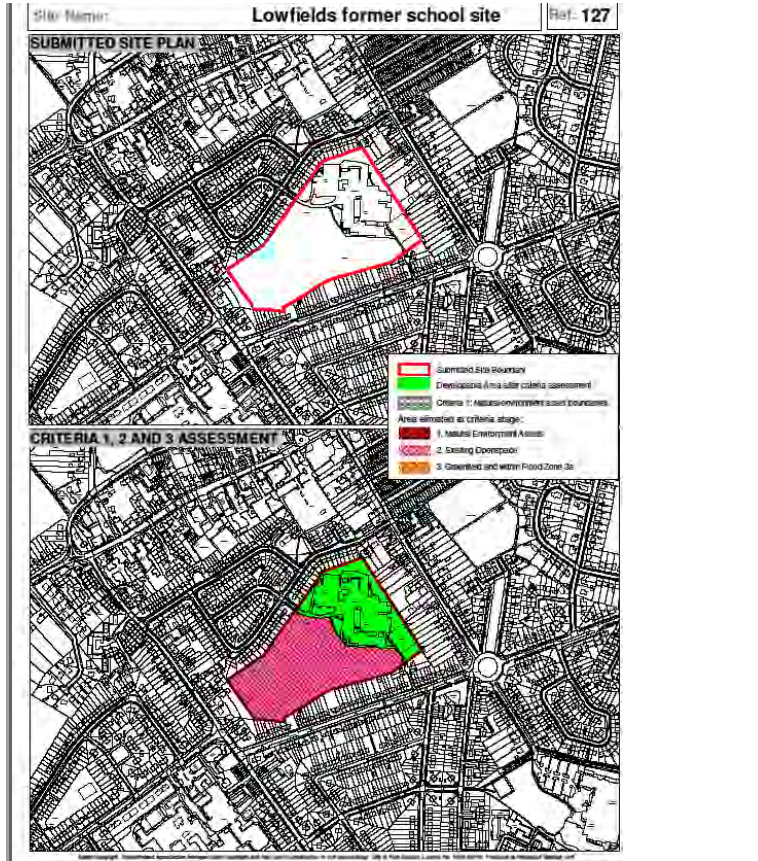 Site Name: Lowfields former school site Ref: 127
SUBMITTED SITE PLAN
Submitted Site Boundary
Developable Area after criteria assessment
Criteria 1: Natural environment asset boundaries
Area elimated at criteria stage:
1. Natural Environment Assets
2. Existing Openspace
3. Greenfield and within Flood Zone 3a
CRITERIA 1, 2 AND 3 ASSESSMENT